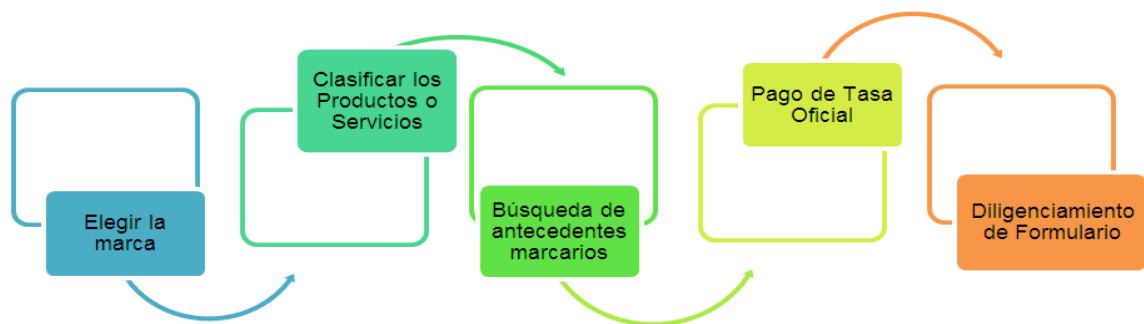 Elegir la
marca
Clasificar los
Productos o
Servicios
Búsqueda de
antecedentes
marcarios
Pago de Tasa
Oficial
Diligenciamiento
de Formulario